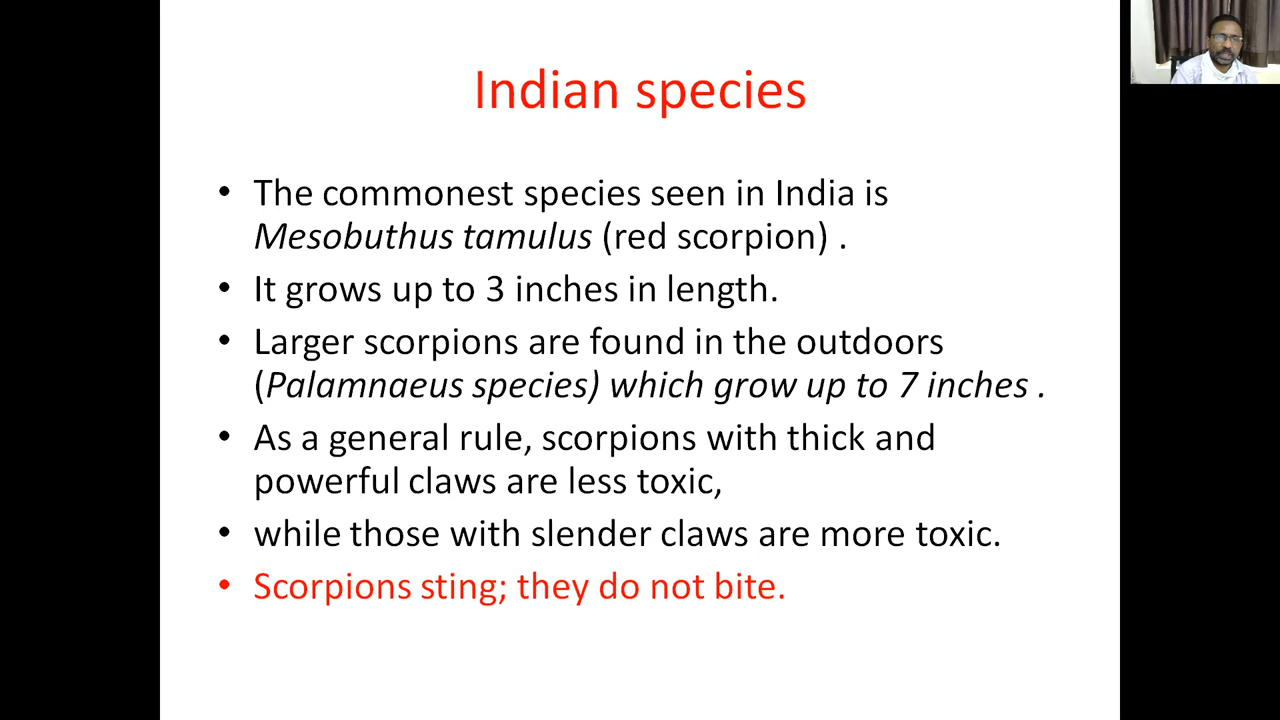 Indian species
• The commonest species seen in India is
Mesobuthus tamulus (red scorpion) .
• It grows up to 3 inches in length.
• Larger scorpions are found in the outdoors
(Palamnaeus species) which grow up to 7 inches .
• As a general rule, scorpions with thick and
powerful claws are less toxic,
• while those with slender claws are more toxic.
• Scorpions sting; they do not bite.